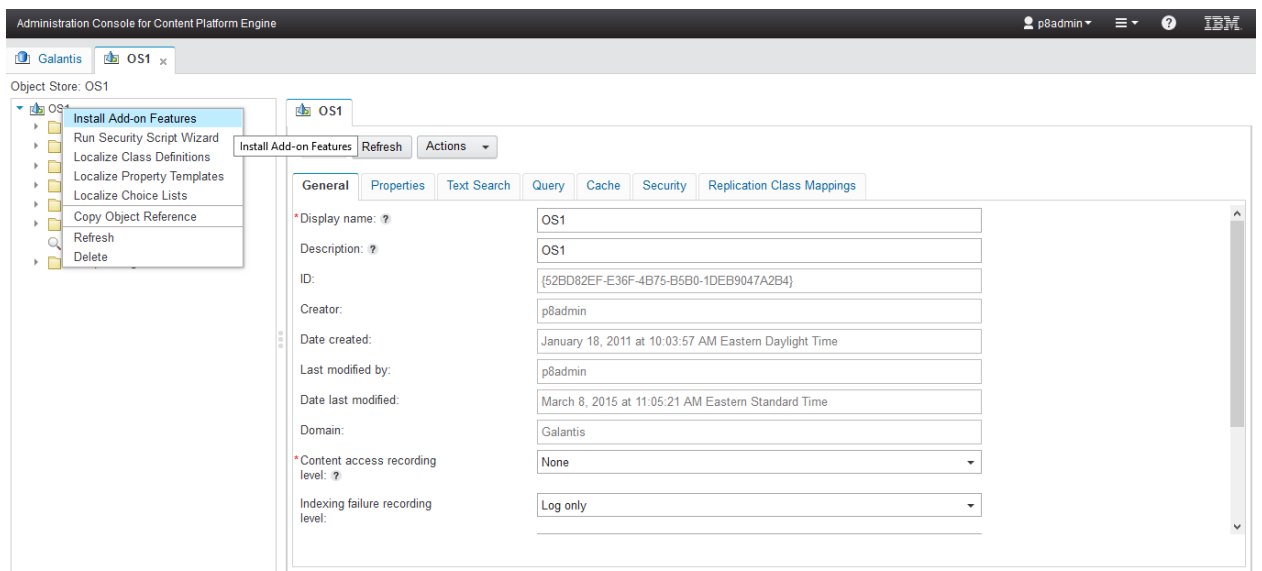 Administration Console for Content Platform Engine
p8admin
IBM
Galantis
OS1
Object Store: OS1
OS1
Install Add-on Features
Run Security Script Wizard
Localize Class Definitions
Localize Property Templates
Localize Choice Lists
Copy Object Reference
Refresh
Delete
Install Add-on Features
OS1
Refresh
Actions
General
Properties
Text Search
Query
Cache
Security
Replication Class Mappings
*Display name: ?
OS1
Description: ?
OS1
ID:
{52BD82EF-E36F-4B75-B5B0-1DEB9047A2B4}
Creator:
p8admin
Date created:
January 18, 2011 at 10:03:57 AM Eastern Daylight Time
Last modified by:
p8admin
Date last modified:
March 8, 2015 at 11:05:21 AM Eastern Standard Time
Domain:
Galantis
*Content access recording
level: ?
None
Indexing failure recording
level:
Log only